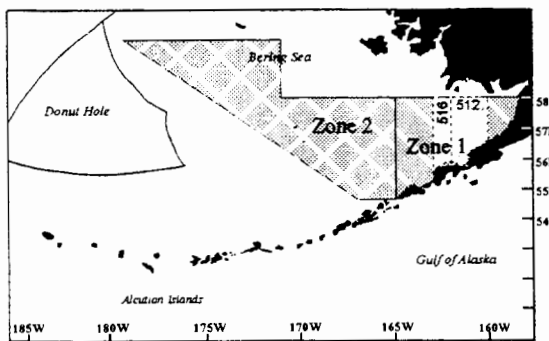 Bering Sea
Donut Hole
Zone 2
Zone 1
516
512
58
57
56
55
54
Gulf of Alaska
Aleutian Islands
185W
180W
175W
170W
165W
160W